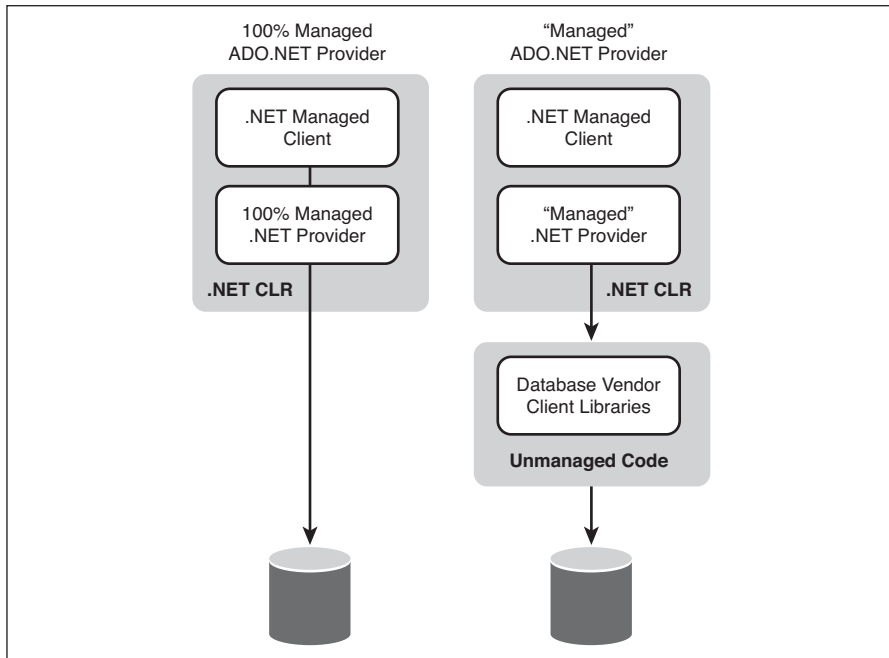 100% Managed
ADO.NET Provider
.NET Managed
Client
100% Managed
.NET Provider
.NET CLR
“Managed”
ADO.NET Provider
.NET Managed
Client
“Managed”
.NET Provider
.NET CLR
Database Vendor
Client Libraries
Unmanaged Code